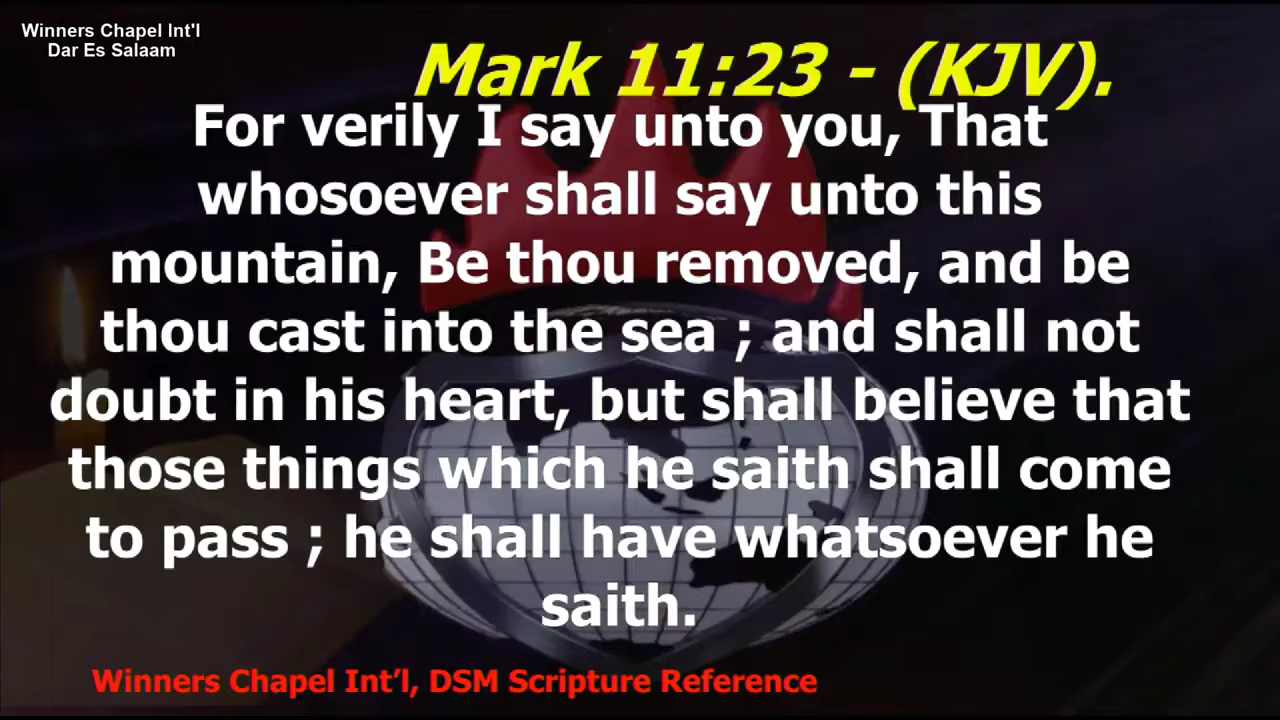 Winners Chapel Int'l
Dar Es Salaam
Mark 11:23 - (KJV).
For verily I say unto you, That
whosoever shall say unto this
mountain, Be thou removed, and be
thou cast into the sea ; and shall not
doubt in his heart, but shall believe that
those things which he saith shall come
to pass ; he shall have whatsoever he
saith.
Winners Chapel Int’l, DSM Scripture Reference